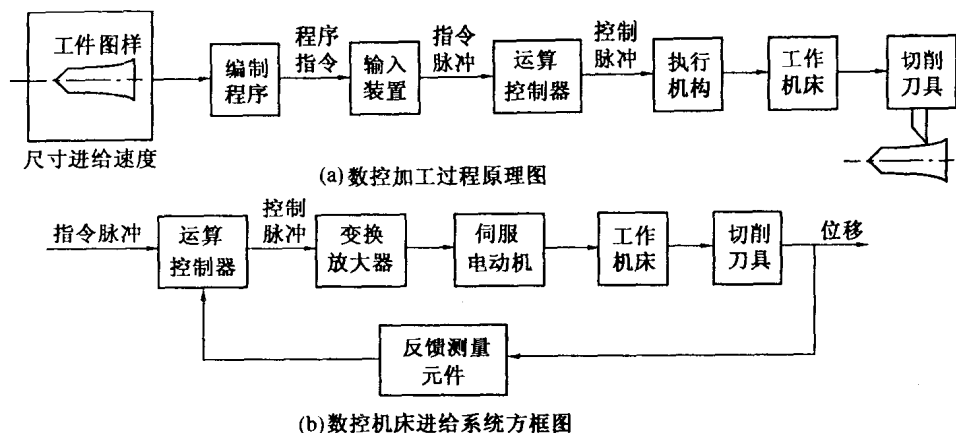 工件图样
尺寸进给速度
编制
程序
程序
指令
输入
装置
指令
脉冲
运算
控制器
控制
脉冲
执行
机构
工作
机床
切削
刀具
(a)数控加工过程原理图
指令脉冲
运算
控制器
控制
脉冲
变换
放大器
伺服
电动机
工作
机床
切削
刀具
位移
反馈测量
元件
(b)数控机床进给系统方框图